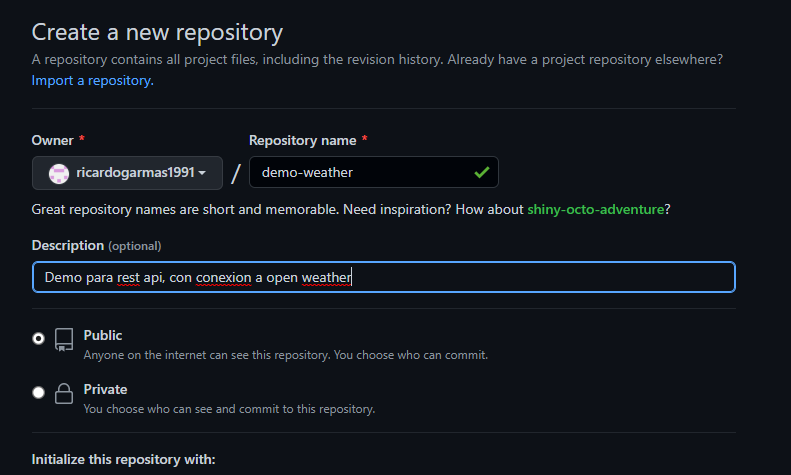 Create a new repository
A repository contains all project files, including the revision history. Already have a project repository elsewhere?
Import a repository.
Owner * Repository name *
ricardogarmas1991 / demo-weather
Great repository names are short and memorable. Need inspiration? How about shiny-octo-adventure?
Description (optional)
Demo para rest api, con conexion a open weather
Public
Anyone on the internet can see this repository. You choose who can commit.
Private
You choose who can see and commit to this repository.
Initialize this repository with: